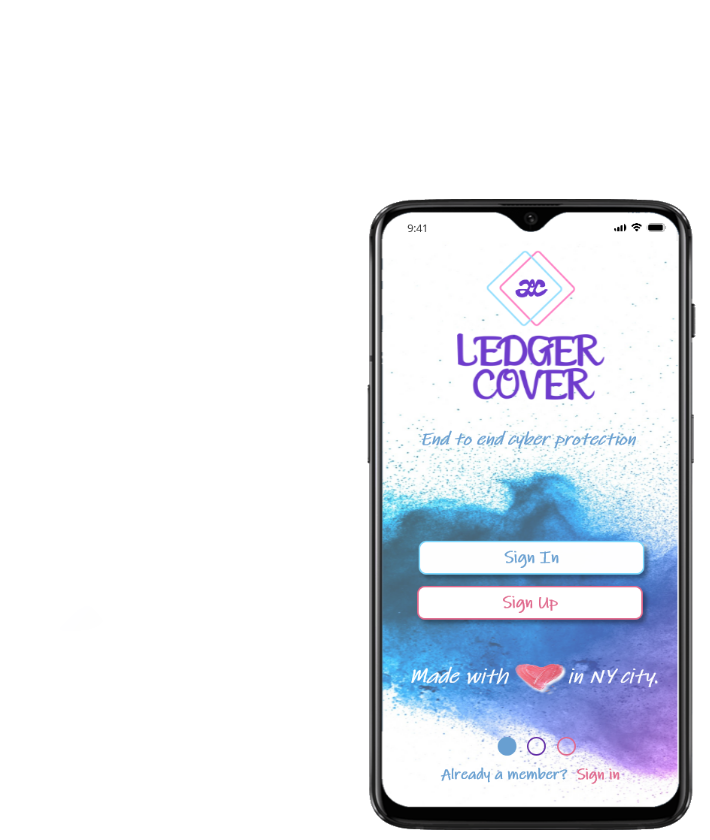 9:41
LEDGER
COVER
End to end cyber protection
Sign In
Sign Up
Made with in NY city.
Already a member? Sign in